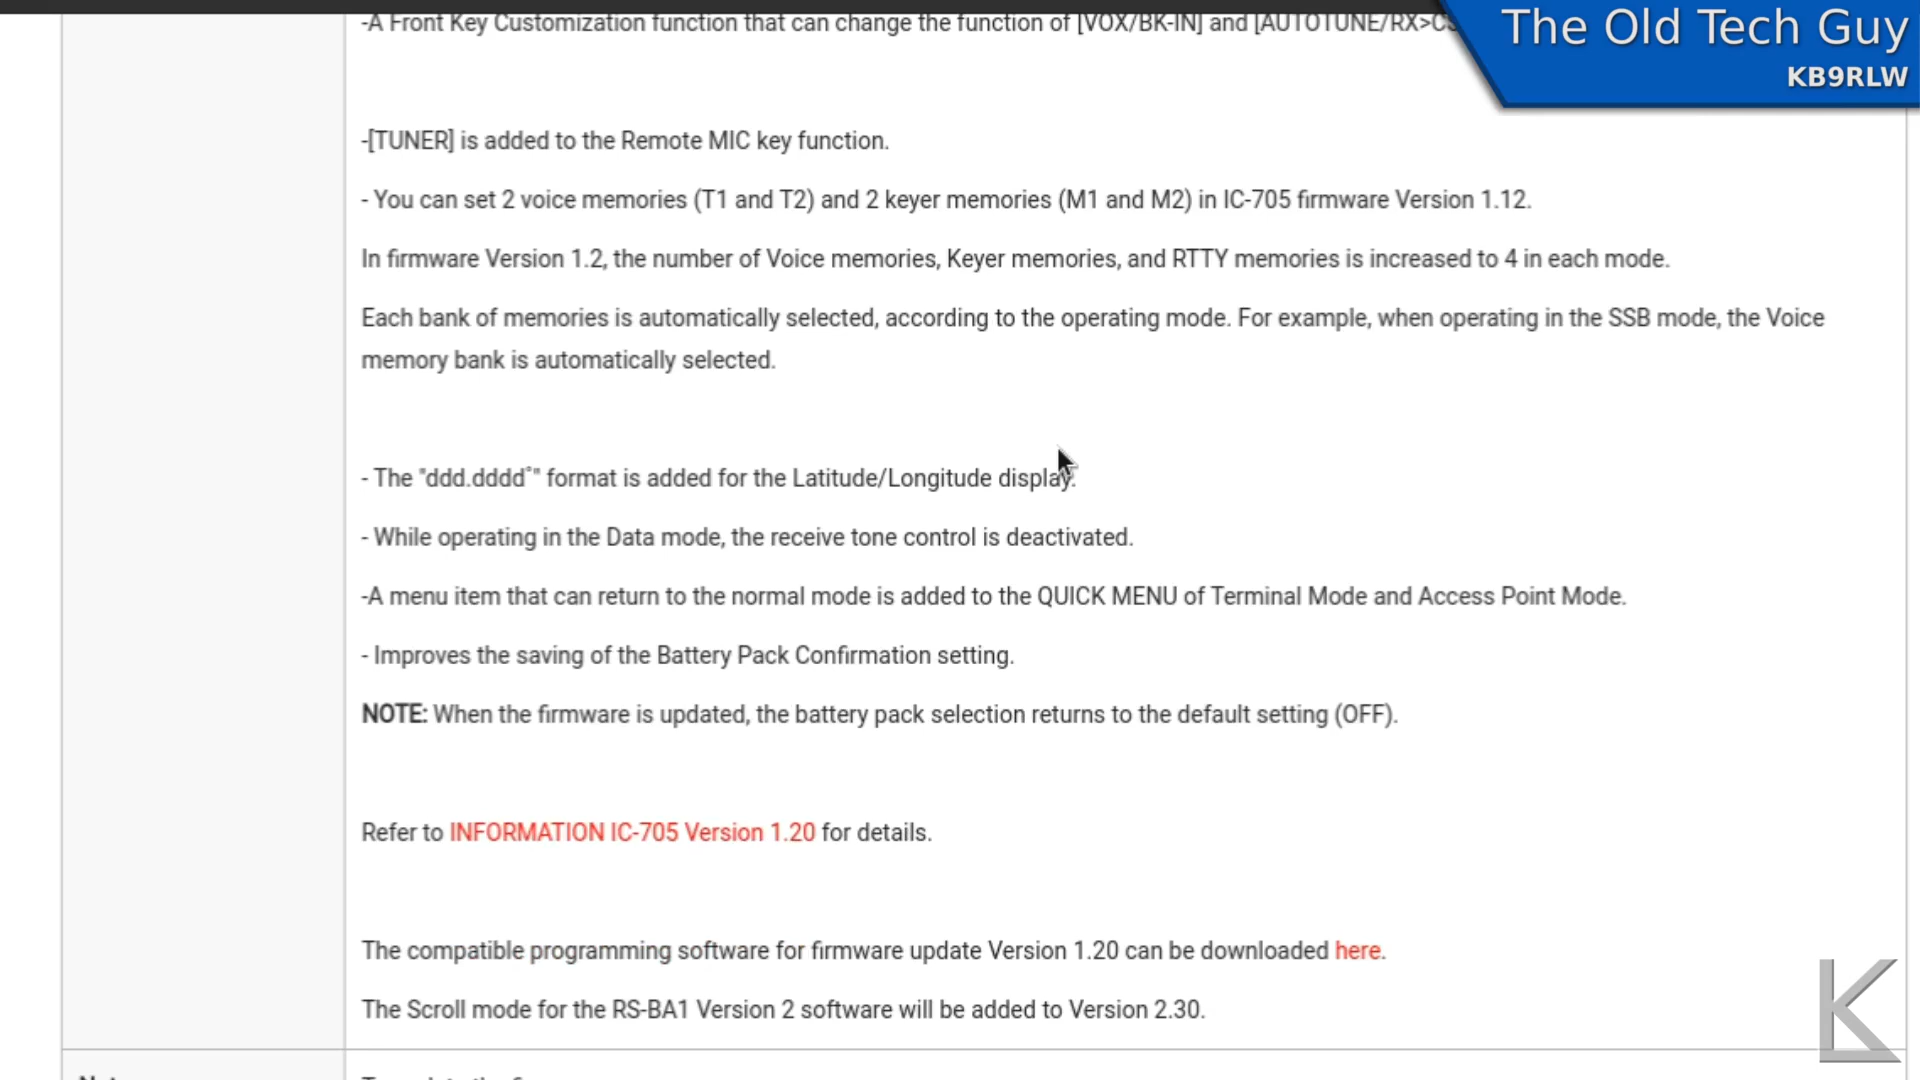 -A Front Key Customization function that can change the function of [VOX/BK-IN] and [AUTOTUNE/RX>CS
The Old Tech Guy
KB9RLW
-[TUNER] is added to the Remote MIC key function.
- You can set 2 voice memories (T1 and T2) and 2 keyer memories (M1 and M2) in IC-705 firmware Version 1.12.
In firmware Version 1.2, the number of Voice memories, Keyer memories, and RTTY memories is increased to 4 in each mode.
Each bank of memories is automatically selected, according to the operating mode. For example, when operating in the SSB mode, the Voice
memory bank is automatically selected.
- The "ddd.dddd°" format is added for the Latitude/Longitude display.
- While operating in the Data mode, the receive tone control is deactivated.
-A menu item that can return to the normal mode is added to the QUICK MENU of Terminal Mode and Access Point Mode.
- Improves the saving of the Battery Pack Confirmation setting.
NOTE: When the firmware is updated, the battery pack selection returns to the default setting (OFF).
Refer to INFORMATION IC-705 Version 1.20 for details.
The compatible programming software for firmware update Version 1.20 can be downloaded here.
The Scroll mode for the RS-BA1 Version 2 software will be added to Version 2.30.
K